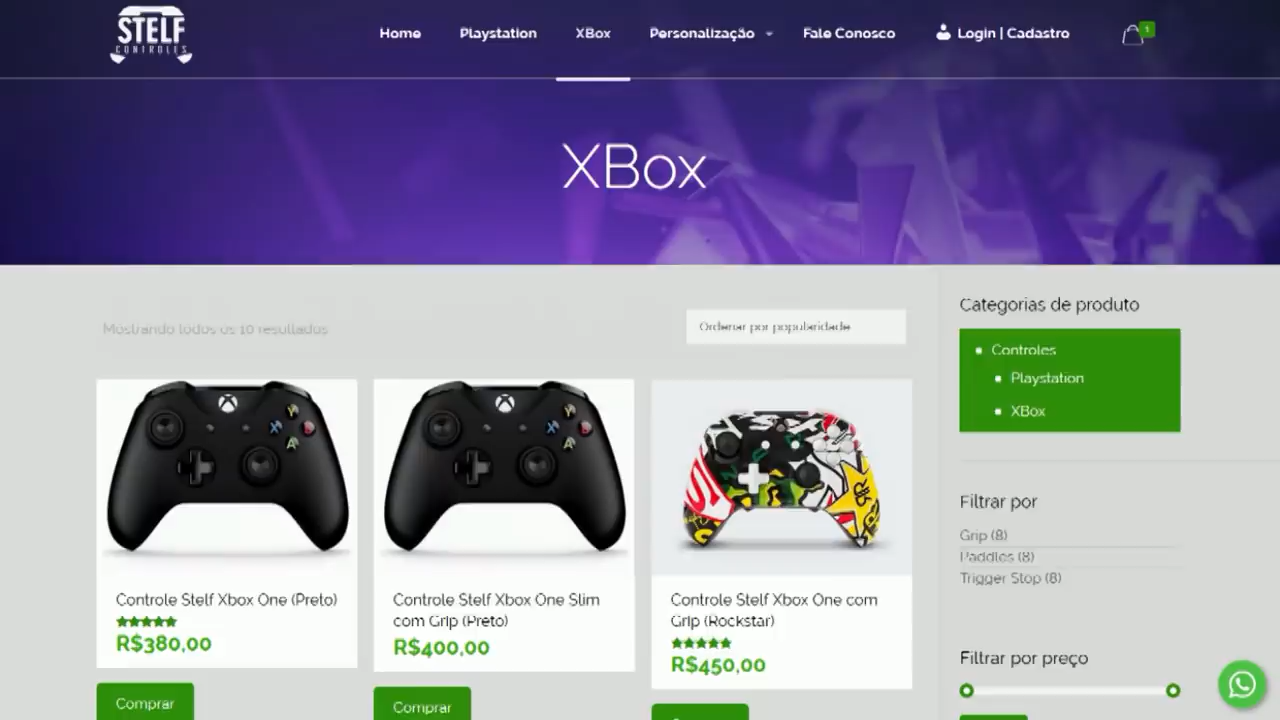 STELF
CONTROLES
Home
Playstation
XBox
Personalização
Fale Conosco
Login | Cadastro
1
XBox
Mostrando todos os 10 resultados
Ordenar por popularidade
Controle Stelf Xbox One (Preto)
R$380,00
Comprar
Controle Stelf Xbox One Slim
com Grip (Preto)
R$400,00
Comprar
Controle Stelf Xbox One com
Grip (Rockstar)
R$450,00
Categorias de produto
Controles
Playstation
XBox
Filtrar por
Grip (8)
Paddles (8)
Trigger Stop (8)
Filtrar por preço